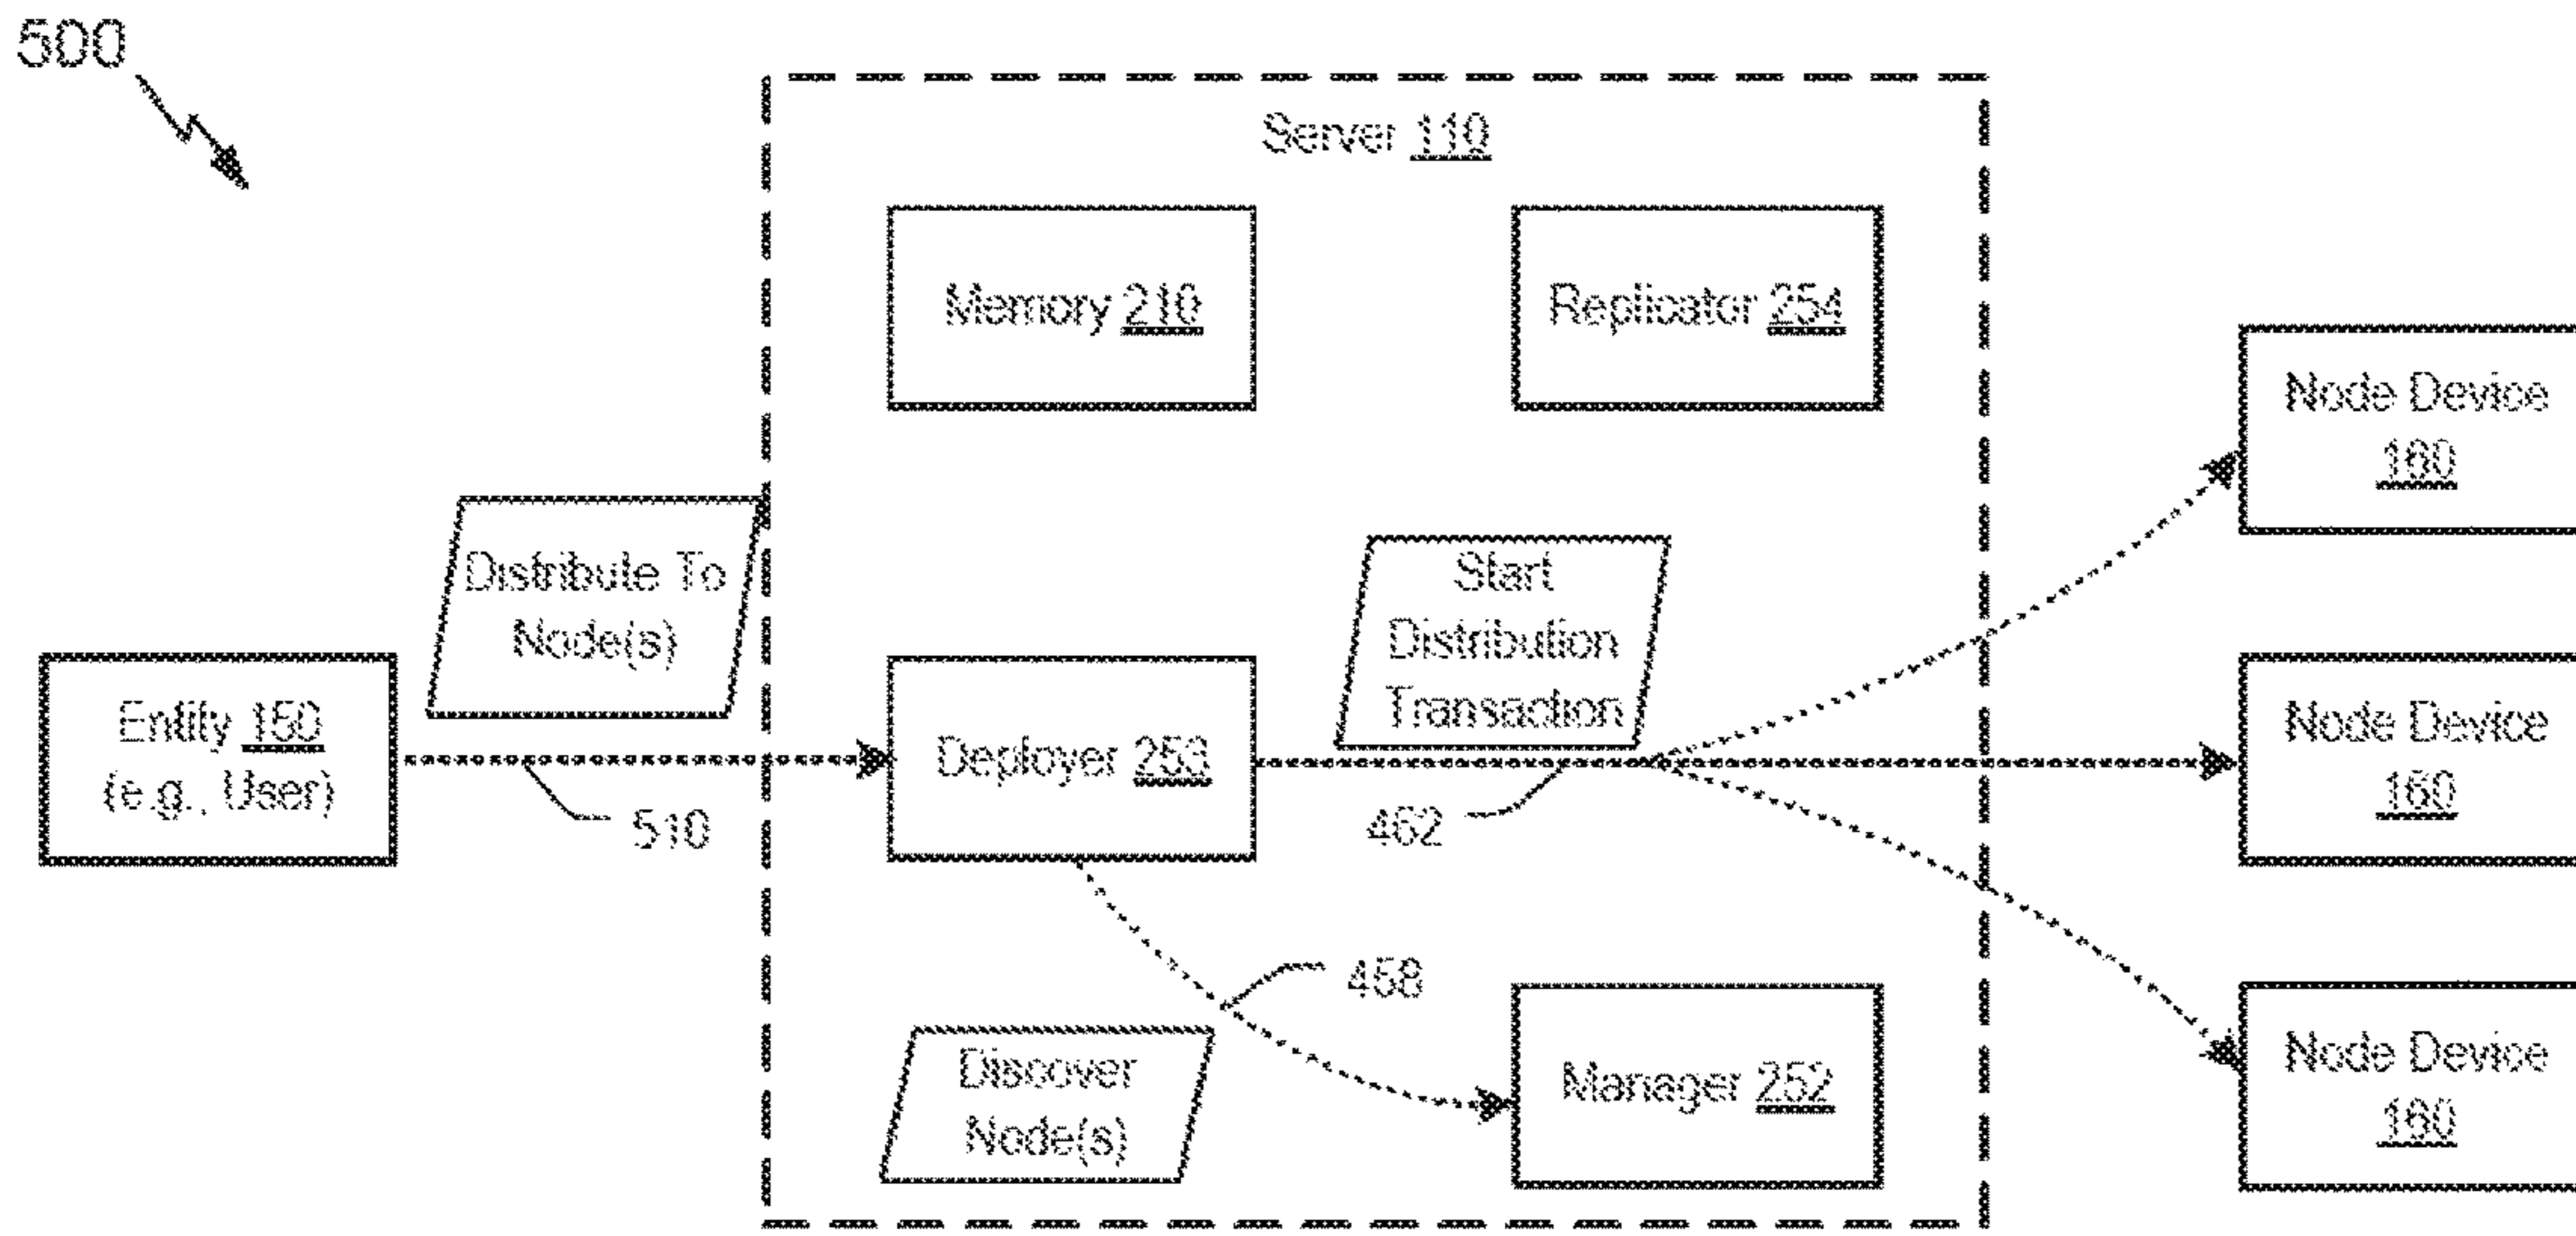 500
Server 110
Memory 210
Replicator 254
Node Device
160
Distribute To
Node(s)
Start
Distribution
Transaction
Entity 150
(e.g., User)
Deployer 253
Node Device
160
510
462
458
Discover
Node(s)
Manager 252
Node Device
160